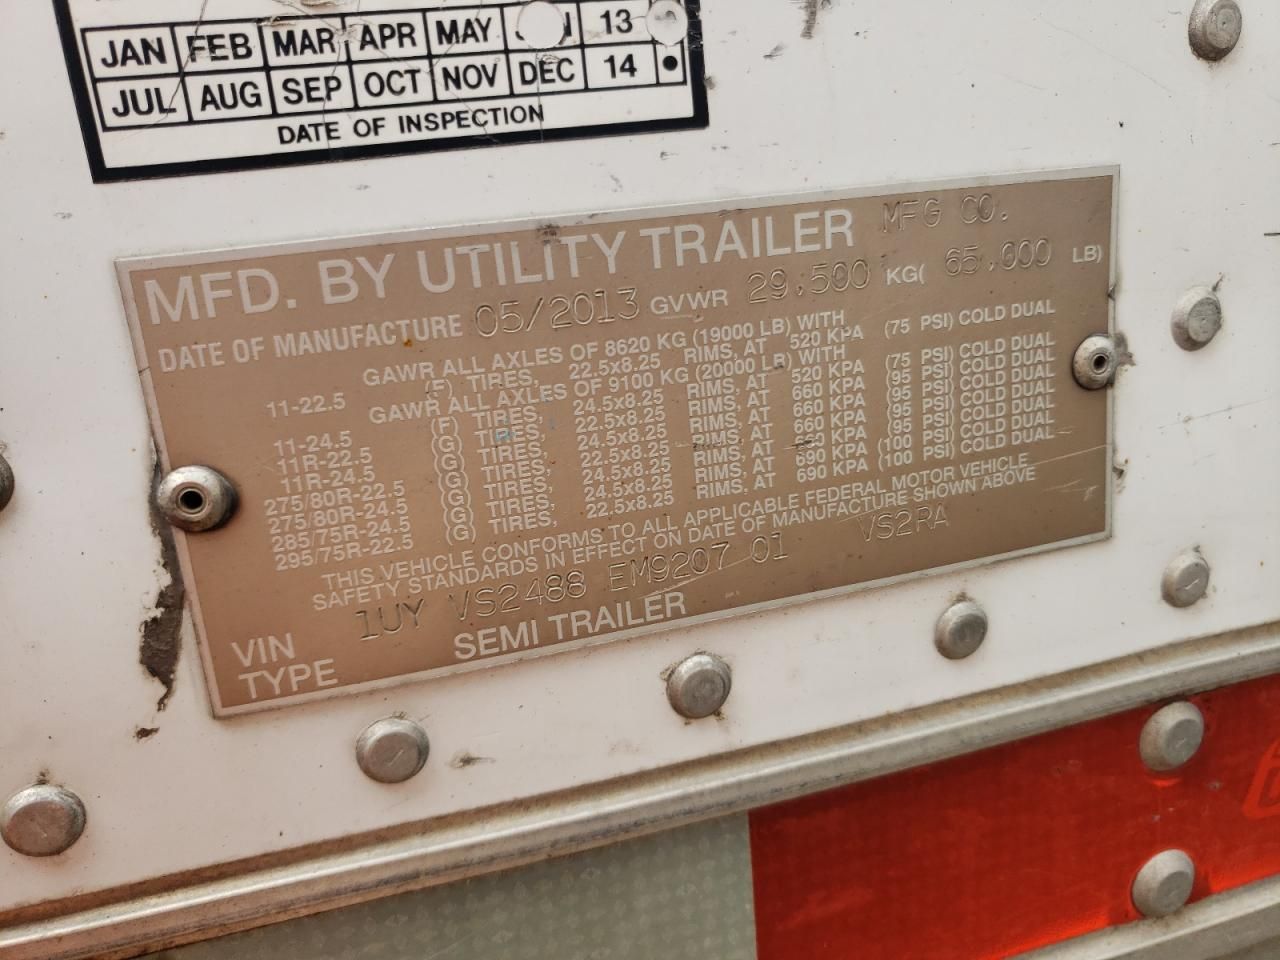 JAN FEB MAR APR MAY 13
JUL AUG SEP OCT NOV DEC 14
DATE OF INSPECTION
MFD. BY UTILITY TRAILER MFG CO.
DATE OF MANUFACTURE 05/2013 GVWR 29,500 KG( 65,000 LB)
GAWR ALL AXLES OF 8620 KG (19000 LB) WITH
11-22.5 (F) TIRES, 22.5x8.25 RIMS, AT 520 KPA (75 PSI) COLD DUAL
GAWR ALL AXLES OF 9100 KG (20000 LB) WITH
11-24.5 (F) TIRES, 24.5x8.25 RIMS, AT 520 KPA (75 PSI) COLD DUAL
11R-22.5 (G) TIRES, 22.5x8.25 RIMS, AT 660 KPA (95 PSI) COLD DUAL
11R-24.5 (G) TIRES, 24.5x8.25 RIMS, AT 660 KPA (95 PSI) COLD DUAL
275/80R-22.5 (G) TIRES, 22.5x8.25 RIMS, AT 660 KPA (95 PSI) COLD DUAL
275/80R-24.5 (G) TIRES, 24.5x8.25 RIMS, AT 660 KPA (95 PSI) COLD DUAL
285/75R-24.5 (G) TIRES, 24.5x8.25 RIMS, AT 690 KPA (100 PSI) COLD DUAL
295/75R-22.5 (G) TIRES, 22.5x8.25 RIMS, AT 690 KPA (100 PSI) COLD DUAL
THIS VEHICLE CONFORMS TO ALL APPLICABLE FEDERAL MOTOR VEHICLE
SAFETY STANDARDS IN EFFECT ON DATE OF MANUFACTURE SHOWN ABOVE
VIN 1UY VS2488 EM9207 01 VS2RA
TYPE SEMI TRAILER